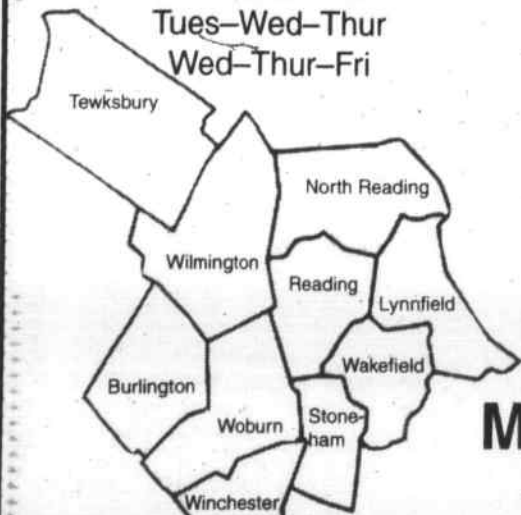 Tues–Wed–Thur
Wed–Thur–Fri
Tewksbury
North Reading
Wilmington
Reading
Lynnfield
Wakefield
Burlington
Woburn
Stone-
ham
M
Winchester